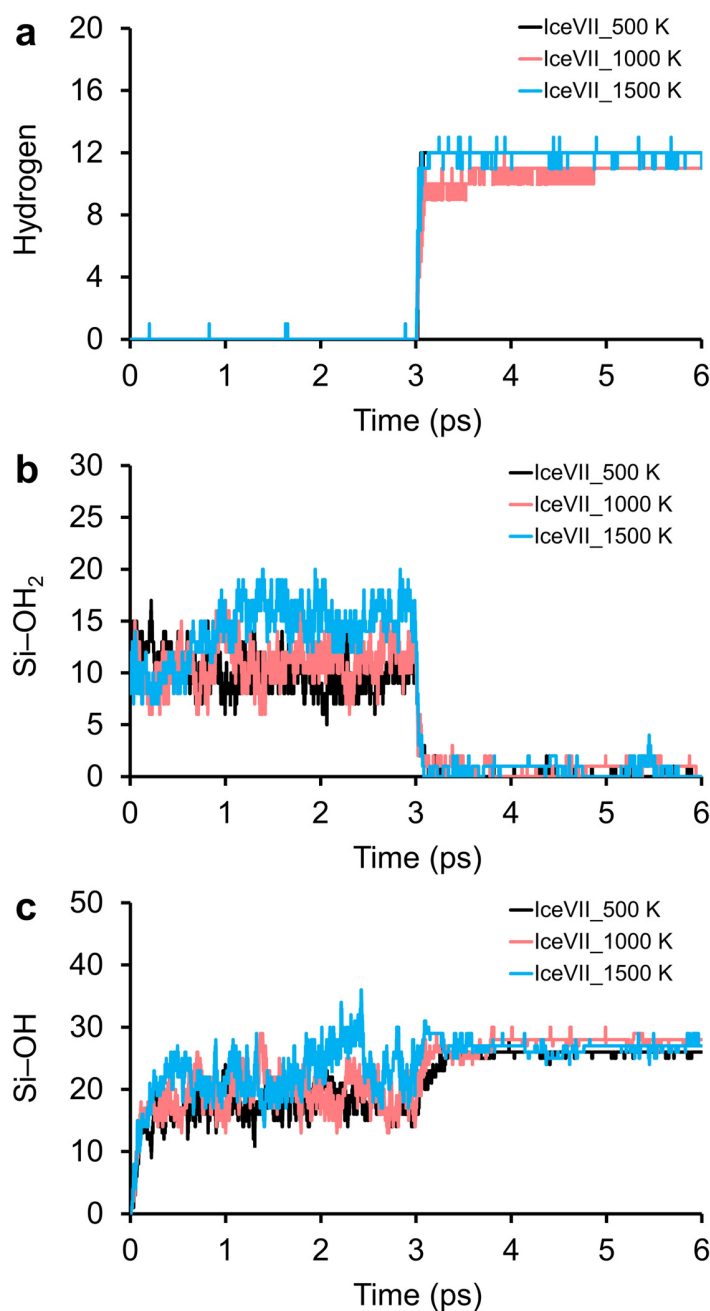 a
IceVII_500 K
IceVII_1000 K
IceVII_1500 K
20
16
12
8
4
0
Hydrogen
0 1 2 3 4 5 6
Time (ps)
b
IceVII_500 K
IceVII_1000 K
IceVII_1500 K
30
25
20
15
10
5
0
Si–OH₂
0 1 2 3 4 5 6
Time (ps)
c
IceVII_500 K
IceVII_1000 K
IceVII_1500 K
50
40
30
20
10
0
Si–OH
0 1 2 3 4 5 6
Time (ps)